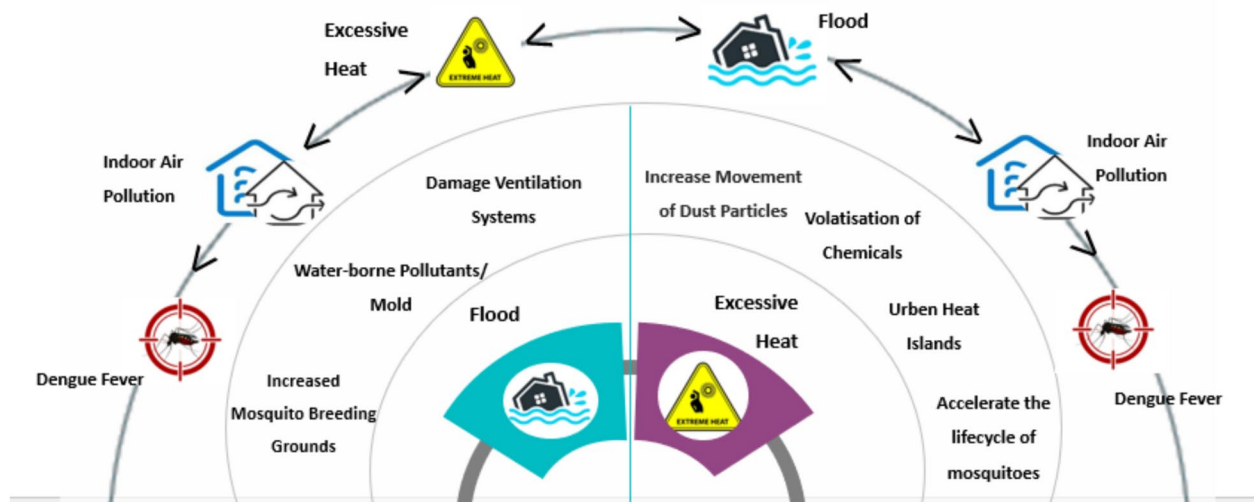 Excessive
Heat
EXTREME HEAT
Flood
Indoor Air
Pollution
Indoor Air
Pollution
Damage Ventilation
Systems
Increase Movement
of Dust Particles
Volatisation of
Chemicals
Water-borne Pollutants/
Mold
Flood
Excessive
Heat
Urben Heat
Islands
EXTREME HEAT
Dengue Fever
Increased
Mosquito Breeding
Grounds
Accelerate the
lifecycle of
mosquitoes
Dengue Fever